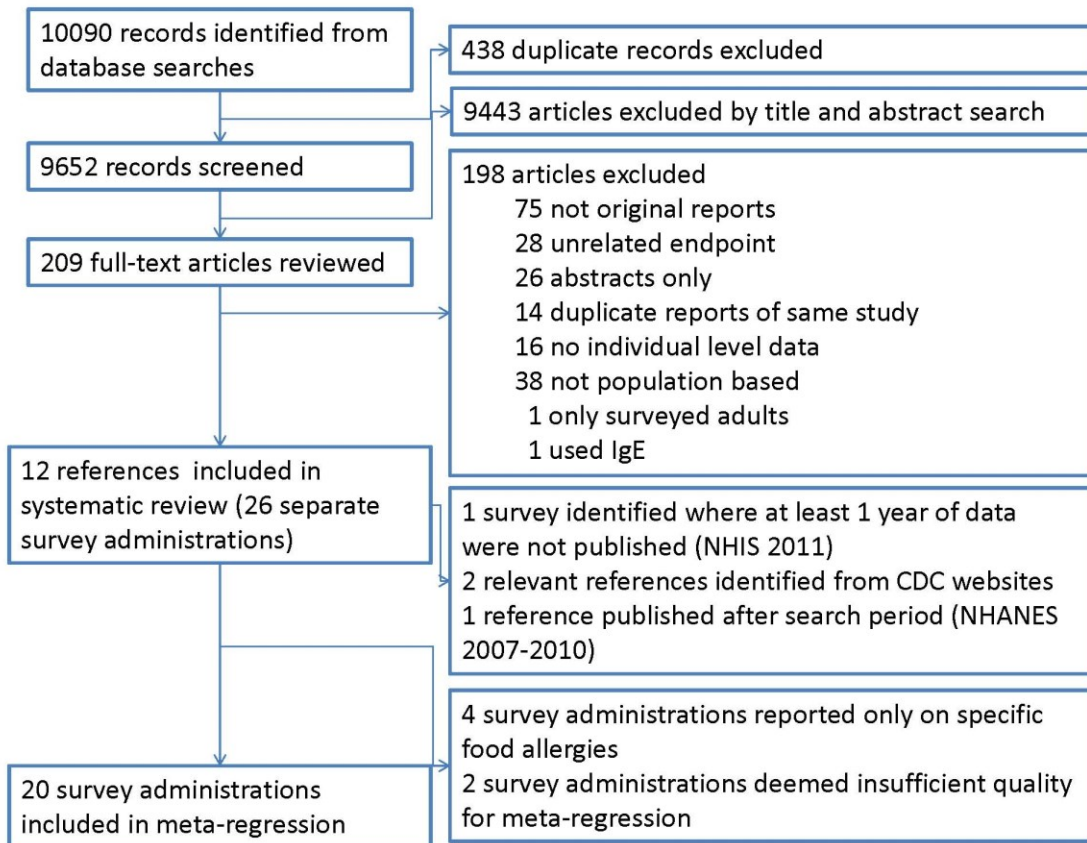 10090 records identified from
database searches
438 duplicate records excluded
9443 articles excluded by title and abstract search
9652 records screened
198 articles excluded
75 not original reports
28 unrelated endpoint
26 abstracts only
14 duplicate reports of same study
16 no individual level data
38 not population based
1 only surveyed adults
1 used IgE
209 full-text articles reviewed
12 references included in
systematic review (26 separate
survey administrations)
1 survey identified where at least 1 year of data
were not published (NHIS 2011)
2 relevant references identified from CDC websites
1 reference published after search period (NHANES
2007-2010)
4 survey administrations reported only on specific
food allergies
2 survey administrations deemed insufficient quality
for meta-regression
20 survey administrations
included in meta-regression